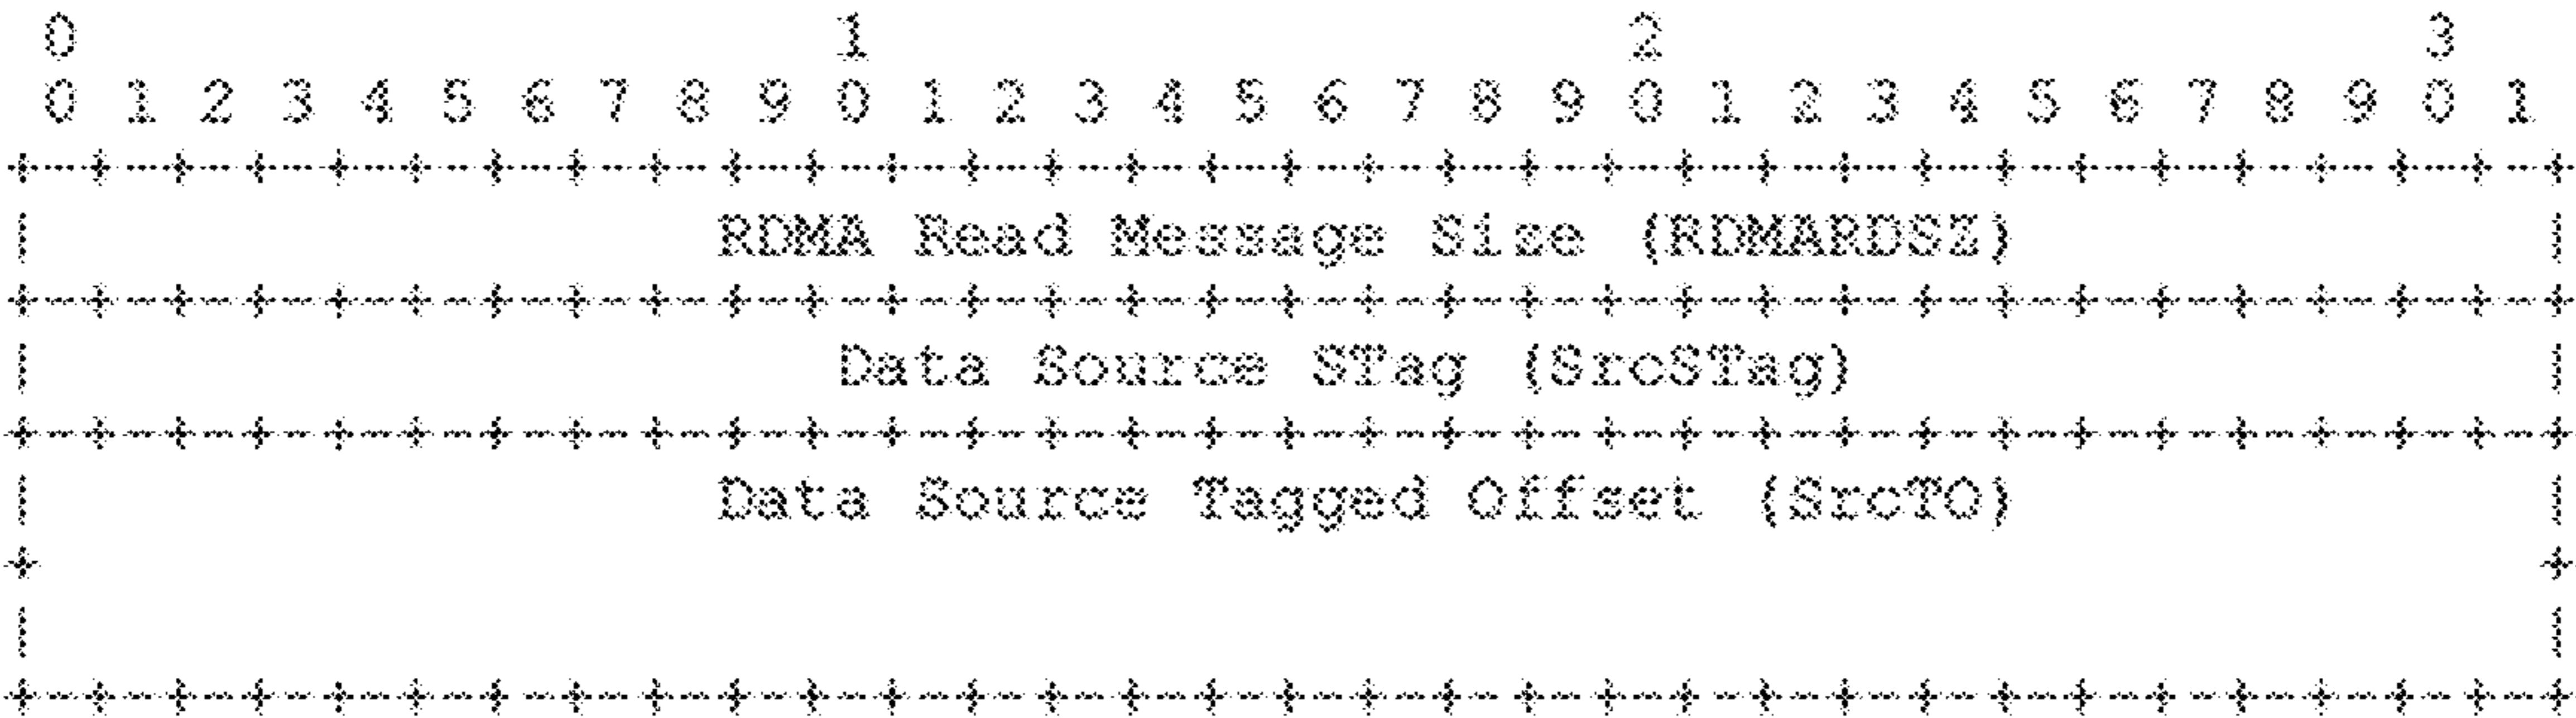 0                   1                   2                   3
0 1 2 3 4 5 6 7 8 9 0 1 2 3 4 5 6 7 8 9 0 1 2 3 4 5 6 7 8 9 0 1
+-+-+-+-+-+-+-+-+-+-+-+-+-+-+-+-+-+-+-+-+-+-+-+-+-+-+-+-+-+-+-+-+
|                 RDMA Read Message Size (RDMARDSZ)             |
+-+-+-+-+-+-+-+-+-+-+-+-+-+-+-+-+-+-+-+-+-+-+-+-+-+-+-+-+-+-+-+-+
|                    Data Source STag (SrcSTag)                 |
+-+-+-+-+-+-+-+-+-+-+-+-+-+-+-+-+-+-+-+-+-+-+-+-+-+-+-+-+-+-+-+-+
|                 Data Source Tagged Offset (SrcTO)             |
+                                                               +
|                                                               |
+-+-+-+-+-+-+-+-+-+-+-+-+-+-+-+-+-+-+-+-+-+-+-+-+-+-+-+-+-+-+-+-+